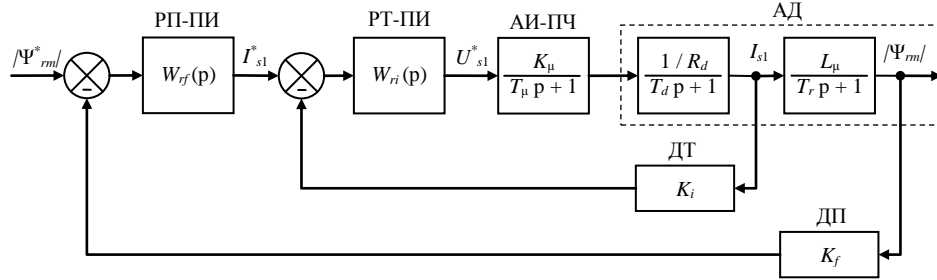 АД
РП-ПИ
РТ-ПИ
АИ-ПЧ
|Ψ*rm|
−
Wrf(p)
I*s1
−
Wri(p)
U*s1
Kμ
Tμ p + 1
1 / Rd
Td p + 1
Is1
Lμ
Tr p + 1
|Ψrm|
ДТ
Ki
ДП
Kf